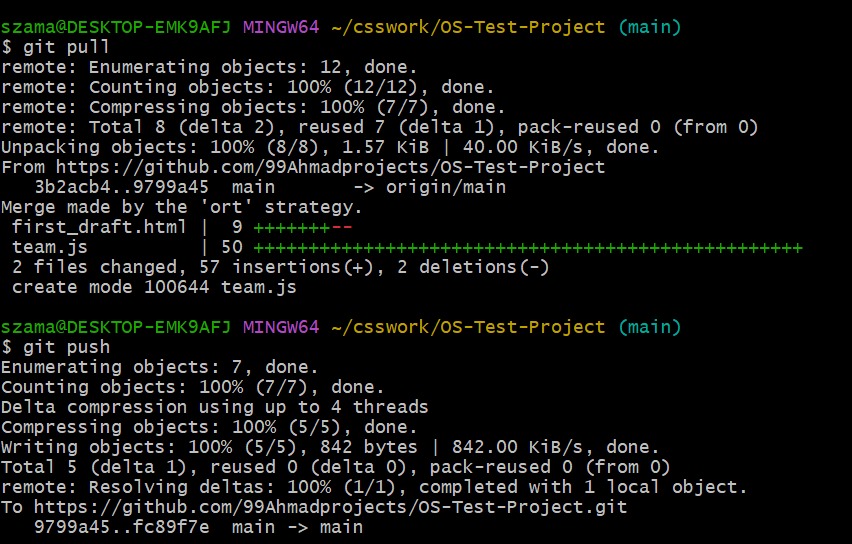 szama@DESKTOP-EMK9AFJ MINGW64 ~/csswork/OS-Test-Project (main)
$ git pull
remote: Enumerating objects: 12, done.
remote: Counting objects: 100% (12/12), done.
remote: Compressing objects: 100% (7/7), done.
remote: Total 8 (delta 2), reused 7 (delta 1), pack-reused 0 (from 0)
Unpacking objects: 100% (8/8), 1.57 KiB | 40.00 KiB/s, done.
From https://github.com/99Ahmadprojects/OS-Test-Project
   3b2acb4..9799a45  main       -> origin/main
Merge made by the 'ort' strategy.
 first_draft.html |  9 +++++++--
 team.js          | 50 ++++++++++++++++++++++++++++++++++++++++++++++++++
 2 files changed, 57 insertions(+), 2 deletions(-)
 create mode 100644 team.js
szama@DESKTOP-EMK9AFJ MINGW64 ~/csswork/OS-Test-Project (main)
$ git push
Enumerating objects: 7, done.
Counting objects: 100% (7/7), done.
Delta compression using up to 4 threads
Compressing objects: 100% (5/5), done.
Writing objects: 100% (5/5), 842 bytes | 842.00 KiB/s, done.
Total 5 (delta 1), reused 0 (delta 0), pack-reused 0 (from 0)
remote: Resolving deltas: 100% (1/1), completed with 1 local object.
To https://github.com/99Ahmadprojects/OS-Test-Project.git
   9799a45..fc89f7e  main -> main